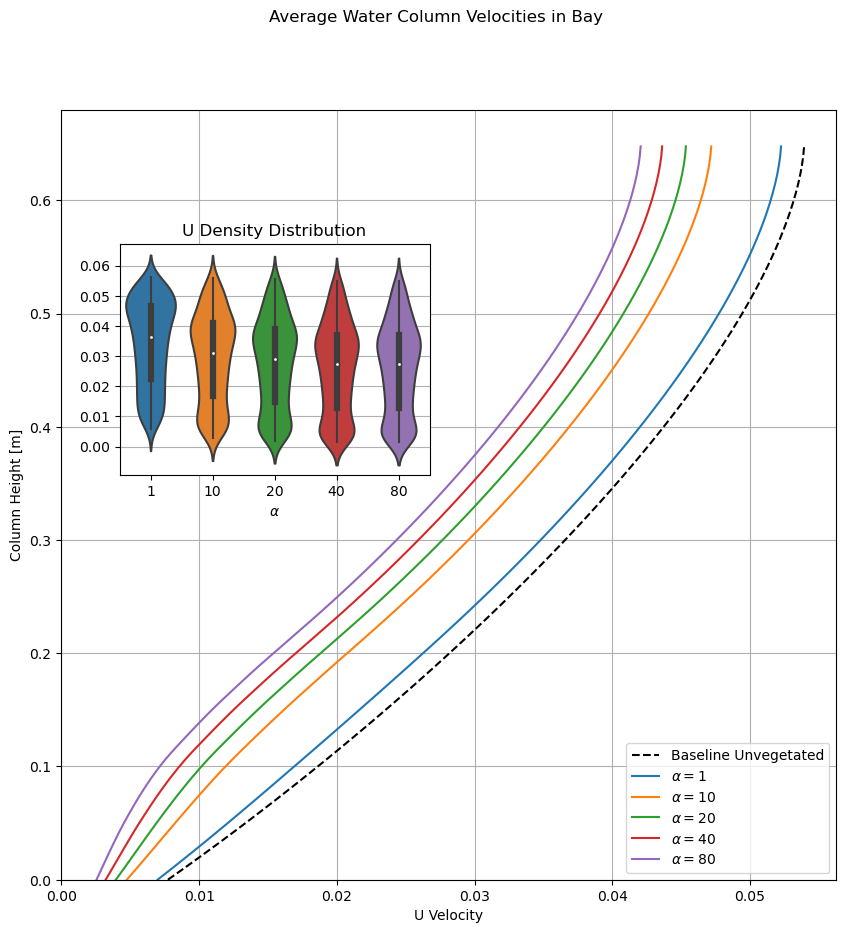 Average Water Column Velocities in Bay
0.6
0.5
0.4
0.3
0.2
0.1
0.0
Column Height [m]
U Density Distribution
0.06
0.05
0.04
0.03
0.02
0.01
0.00
1 10 20 40 80
α
Baseline Unvegetated
α = 1
α = 10
α = 20
α = 40
α = 80
0.00 0.01 0.02 0.03 0.04 0.05
U Velocity